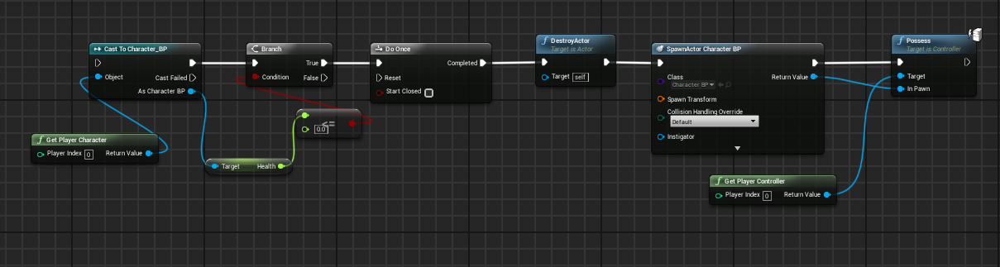 Cast To Character_BP
Object
Cast Failed
As Character BP
Get Player Character
Player Index 0 Return Value
Target Health
Branch
True
Condition False
<=
0.0
Do Once
Completed
Reset
Start Closed
DestroyActor
Target is Actor
Target self
SpawnActor Character BP
Class Return Value
Character BP
Spawn Transform
Collision Handling Override
Default
Instigator
Get Player Controller
Player Index 0 Return Value
Possess
Target is Controller
Target
In Pawn